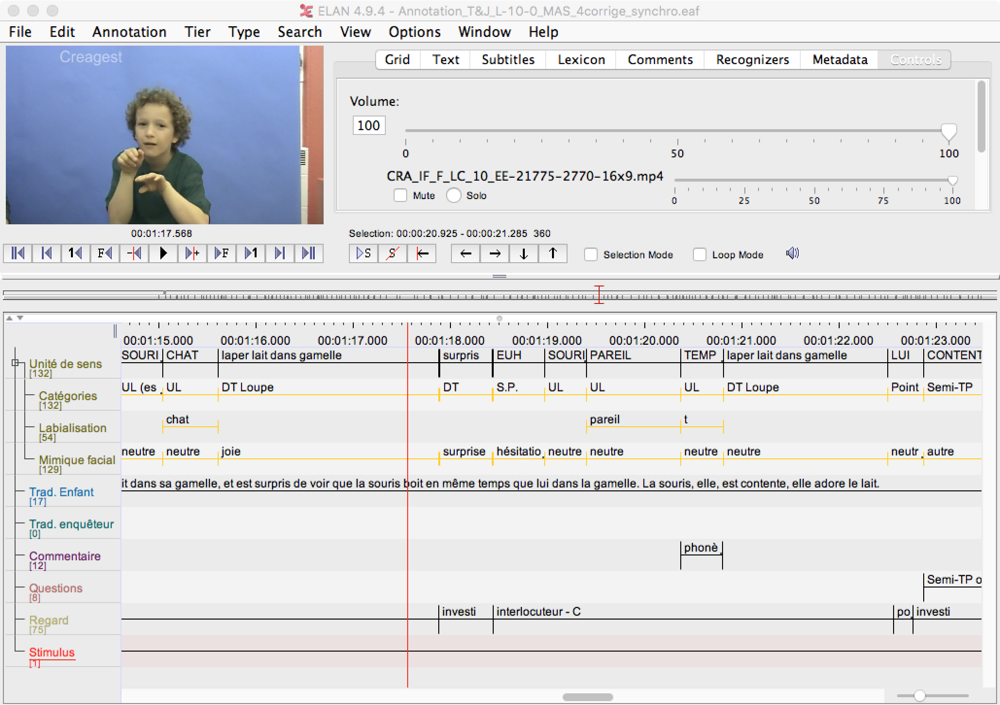 ELAN 4.9.4 - Annotation_T&J_L-10-0_MAS_4corrige_synchro.eaf
File Edit Annotation Tier Type Search View Options Window Help
Creagest
Grid Text Subtitles Lexicon Comments Recognizers Metadata Controls
Volume:
100
0 50 100
CRA_IF_F_LC_10_EE-21775-2770-16x9.mp4
Mute Solo
0 25 50 75 100
00:01:17.568
Selection: 00:00:20.925 - 00:00:21.285 360
1 F F 1 S S Selection Mode Loop Mode
00:01:15.000 00:01:16.000 00:01:17.000 00:01:18.000 00:01:19.000 00:01:20.000 00:01:21.000 00:01:22.000 00:01:23.000
Unité de sens [132] SOURI CHAT laper lait dans gamelle surpris EUH SOURI PAREIL TEMP laper lait dans gamelle LUI CONTENT
Catégories [132] UL (es UL DT Loupe DT S.P. UL UL UL DT Loupe Point Semi-TP
Labialisation [54] chat pareil t
Mimique facial [129] neutre neutre joie surprise hésitatio neutre neutre neutre neutre neutr autre
Trad. Enfant [17] it dans sa gamelle, et est surpris de voir que la souris boit en même temps que lui dans la gamelle. La souris, elle, est contente, elle adore le lait.
Trad. enquêteur [0]
Commentaire [12] phonè
Questions [8] Semi-TP o
Regard [75] investi interlocuteur - C po investi
Stimulus [1]